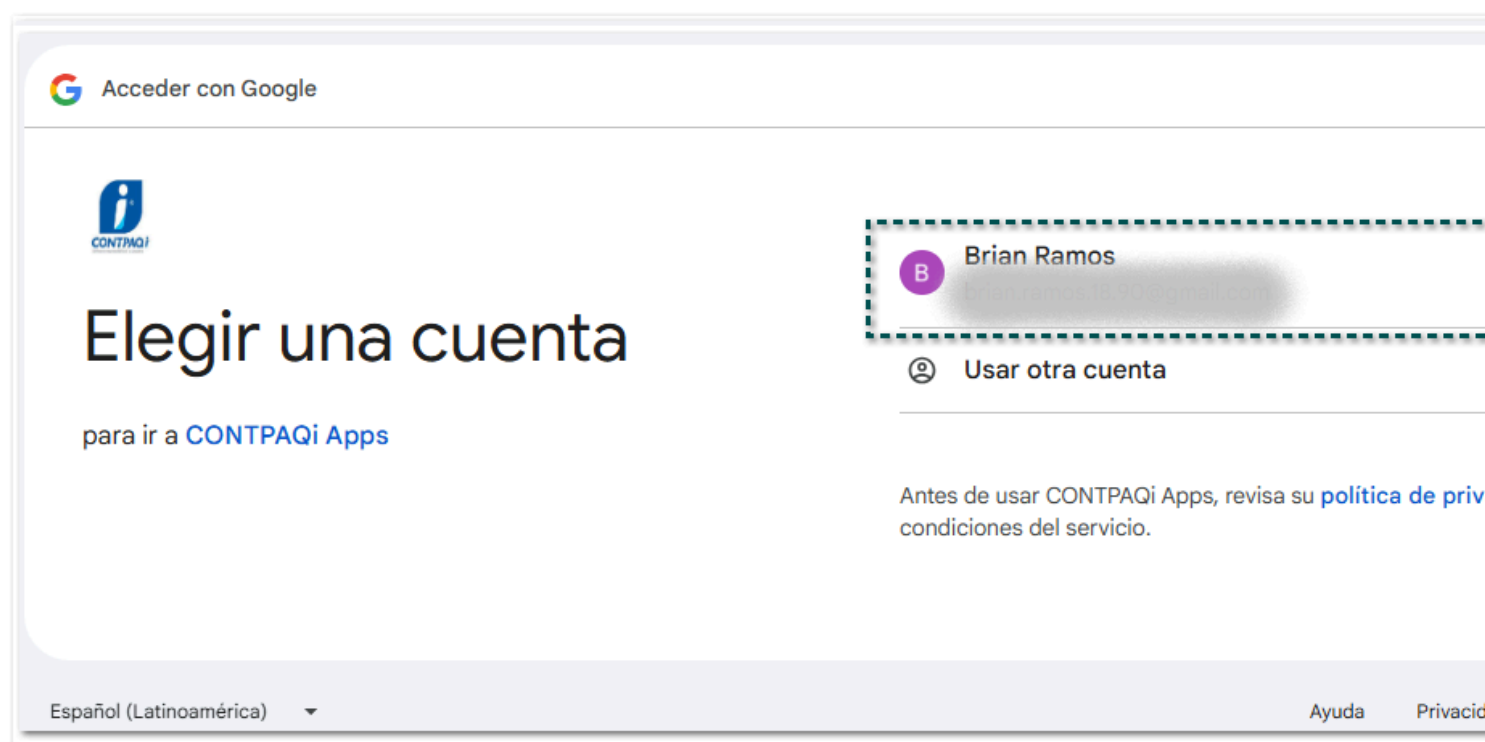 Acceder con Google
CONTPAQi
Elegir una cuenta
para ir a CONTPAQi Apps
B
Brian Ramos
Usar otra cuenta
Antes de usar CONTPAQi Apps, revisa su política de priv
condiciones del servicio.
Español (Latinoamérica)
Ayuda
Privacid